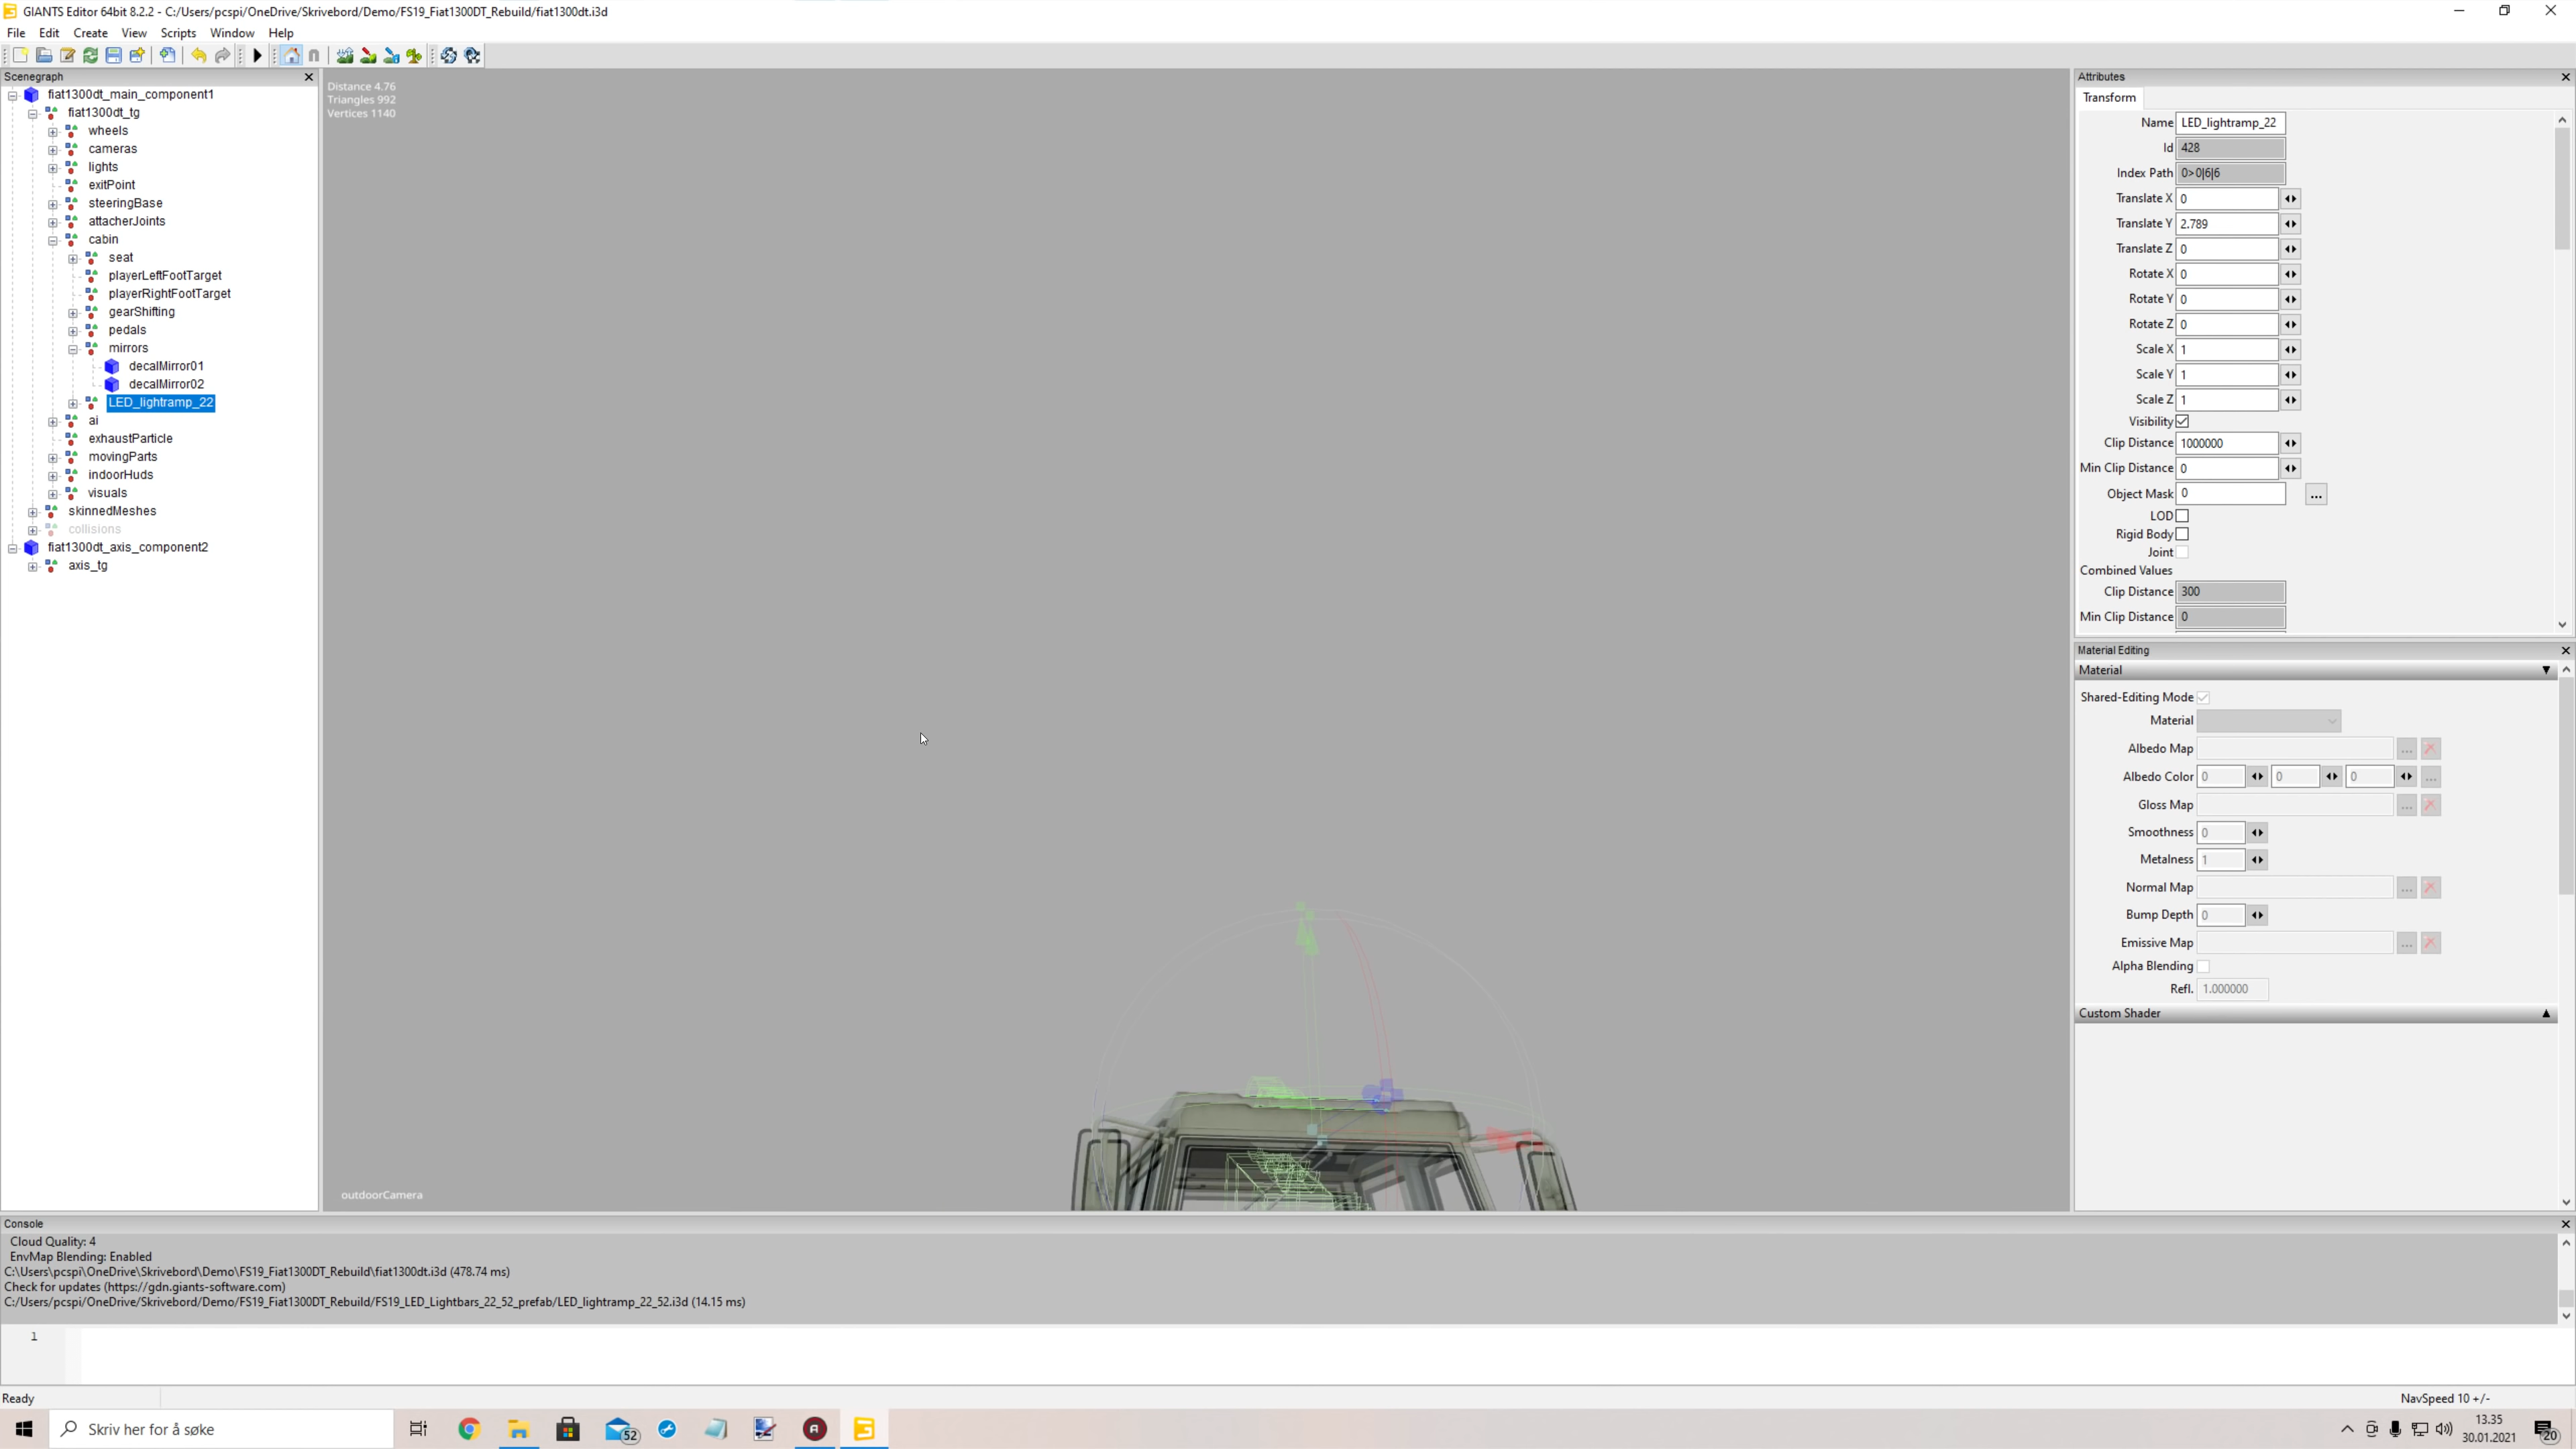 GIANTS Editor 64bit 8.2.2 - C:/Users/pcspi/OneDrive/Skrivebord/Demo/FS19_Fiat1300DT_Rebuild/fiat1300dt.i3d
File Edit Create View Scripts Window Help
Scenegraph
fiat1300dt_main_component1
fiat1300dt_tg
wheels
cameras
lights
exitPoint
steeringBase
attacherJoints
cabin
seat
playerLeftFootTarget
playerRightFootTarget
gearShifting
pedals
mirrors
decalMirror01
decalMirror02
LED_lightramp_22
ai
exhaustParticle
movingParts
indoorHuds
visuals
skinnedMeshes
collisions
fiat1300dt_axis_component2
axis_tg
Distance 4.76
Triangles 992
Vertices 1140
outdoorCamera
Attributes
Transform
Name LED_lightramp_22
Id 428
Index Path 0>0|6|6
Translate X 0
Translate Y 2.789
Translate Z 0
Rotate X 0
Rotate Y 0
Rotate Z 0
Scale X 1
Scale Y 1
Scale Z 1
Visibility
Clip Distance 1000000
Min Clip Distance 0
Object Mask 0 ...
LOD
Rigid Body
Joint
Combined Values
Clip Distance 300
Min Clip Distance 0
Material Editing
Material
Shared-Editing Mode
Material
Albedo Map ...
Albedo Color 0 0 0 ...
Gloss Map ...
Smoothness 0
Metalness 1
Normal Map ...
Bump Depth 0
Emissive Map ...
Alpha Blending
Refl. 1.000000
Custom Shader
Console
Cloud Quality: 4
EnvMap Blending: Enabled
C:\Users\pcspi\OneDrive\Skrivebord\Demo\FS19_Fiat1300DT_Rebuild\fiat1300dt.i3d (478.74 ms)
Check for updates (https://gdn.giants-software.com)
C:/Users/pcspi/OneDrive/Skrivebord/Demo/FS19_Fiat1300DT_Rebuild/FS19_LED_Lightbars_22_52_prefab/LED_lightramp_22_52.i3d (14.15 ms)
1
Ready
NavSpeed 10 +/-
Skriv her for å søke
52
13.35
30.01.2021
20